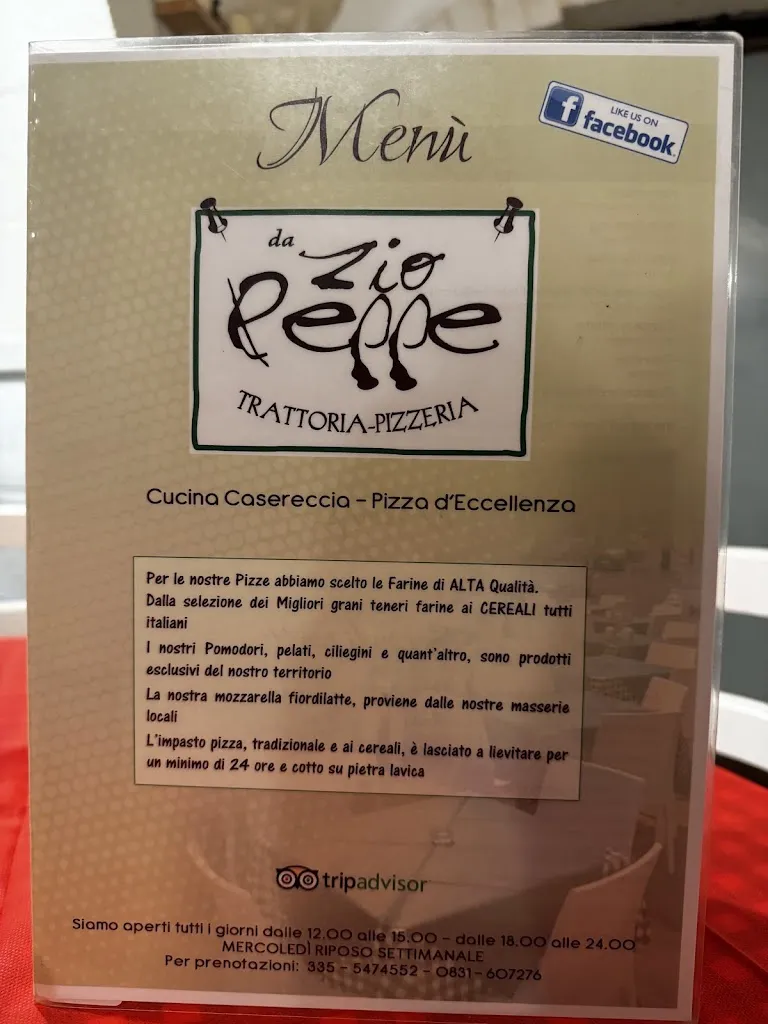 Menù
LIKE US ON
facebook.
da Zio
Peppe
TRATTORIA-PIZZERIA
Cucina Casereccia - Pizza d'Eccellenza
Per le nostre Pizze abbiamo scelto le Farine di ALTA Qualità.
Dalla selezione dei Migliori grani teneri farine ai CEREALI tutti
italiani
I nostri Pomodori, pelati, ciliegini e quant'altro, sono prodotti
esclusivi del nostro territorio
La nostra mozzarella fiordilatte, proviene dalle nostre masserie
locali
L'impasto pizza, tradizionale e ai cereali, è lasciato a lievitare per
un minimo di 24 ore e cotto su pietra lavica
tripadvisor
Siamo aperti tutti i giorni dalle 12.00 alle 15.00 - dalle 18.00 alle 24.00
MERCOLEDÌ RIPOSO SETTIMANALE
Per prenotazioni: 335 - 5474552 - 0831- 607276